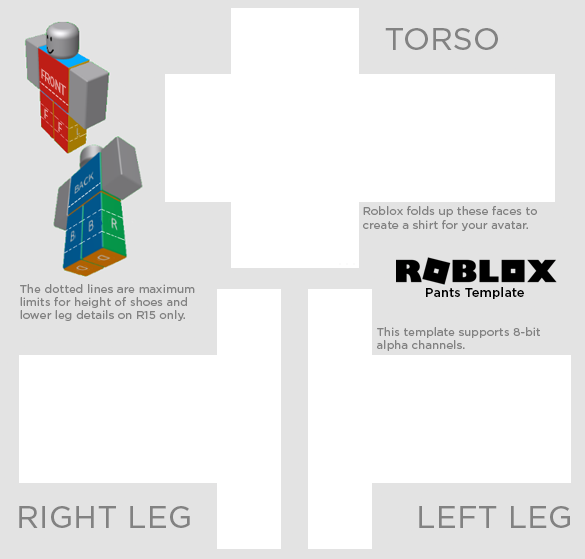 TORSO
FRONT
F F
BACK
B B R
Roblox folds up these faces to
create a shirt for your avatar.
ROBLOX
Pants Template
The dotted lines are maximum
limits for height of shoes and
lower leg details on R15 only.
This template supports 8-bit
alpha channels.
RIGHT LEG
LEFT LEG